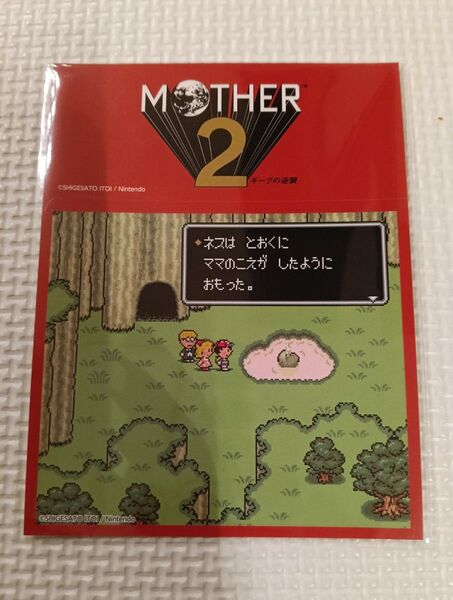 MOTHER
2
ギーグの逆襲
©SHIGESATO ITOI / Nintendo
◆ネスは とおくに
ママのこえが したように
おもった。
©SHIGESATO ITOI / Nintendo